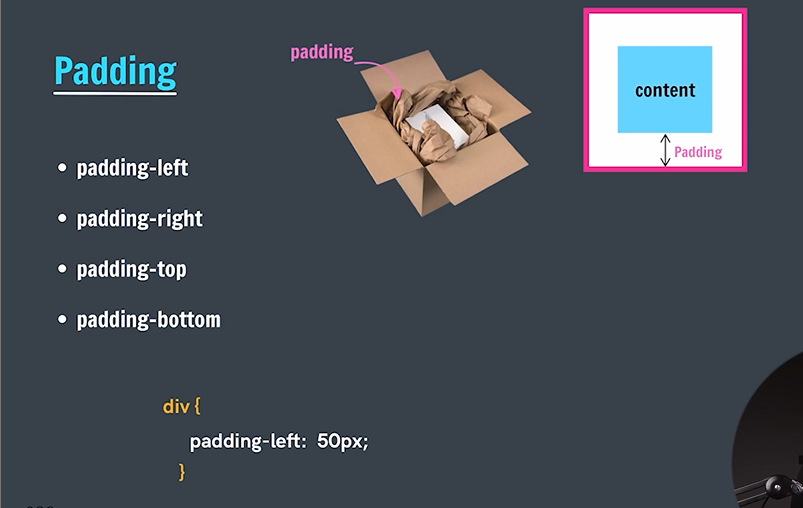 Padding
padding
content
Padding
• padding-left
• padding-right
• padding-top
• padding-bottom
div {
padding-left: 50px;
}